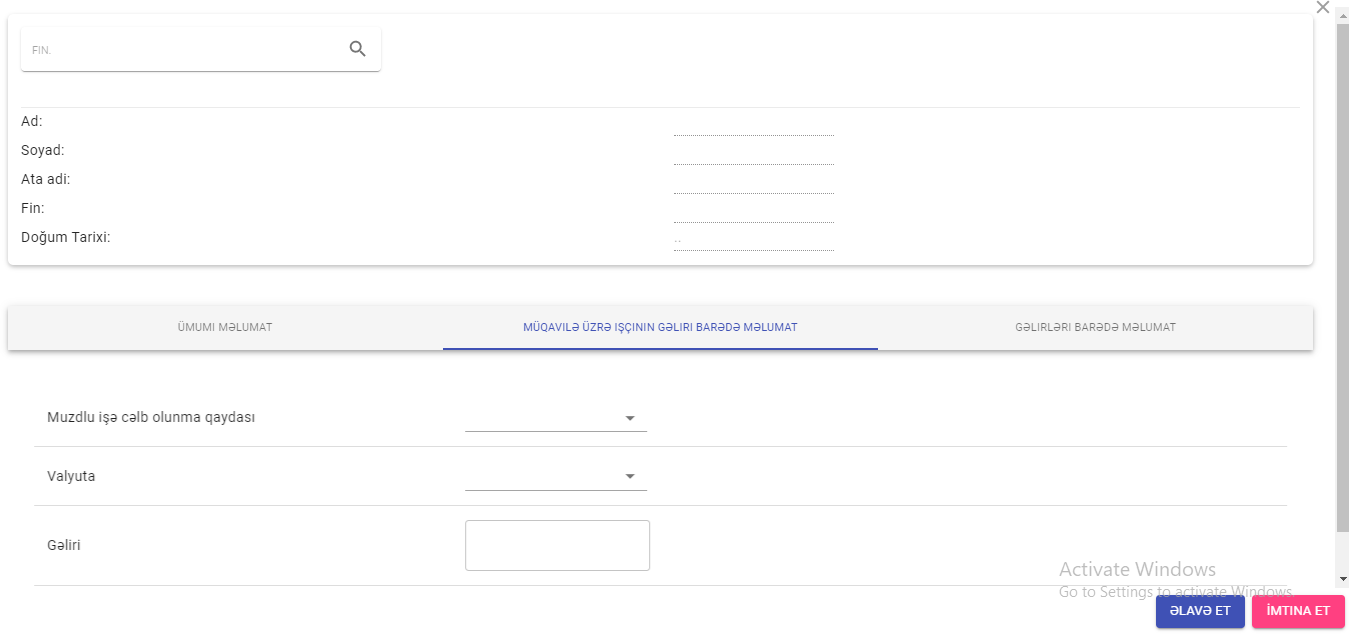 FIN.
Ad:
Soyad:
Ata adi:
Fin:
Doğum Tarixi:
..
ÜMUMI MƏLUMAT
MÜQAVILƏ ÜZRƏ IŞÇININ GƏLIRI BARƏDƏ MƏLUMAT
GƏLIRLƏRI BARƏDƏ MƏLUMAT
Muzdlu işə cəlb olunma qaydası
Valyuta
Gəliri
Activate Windows
Go to Settings to activate Windows.
ƏLAVƏ ET
İMTINA ET